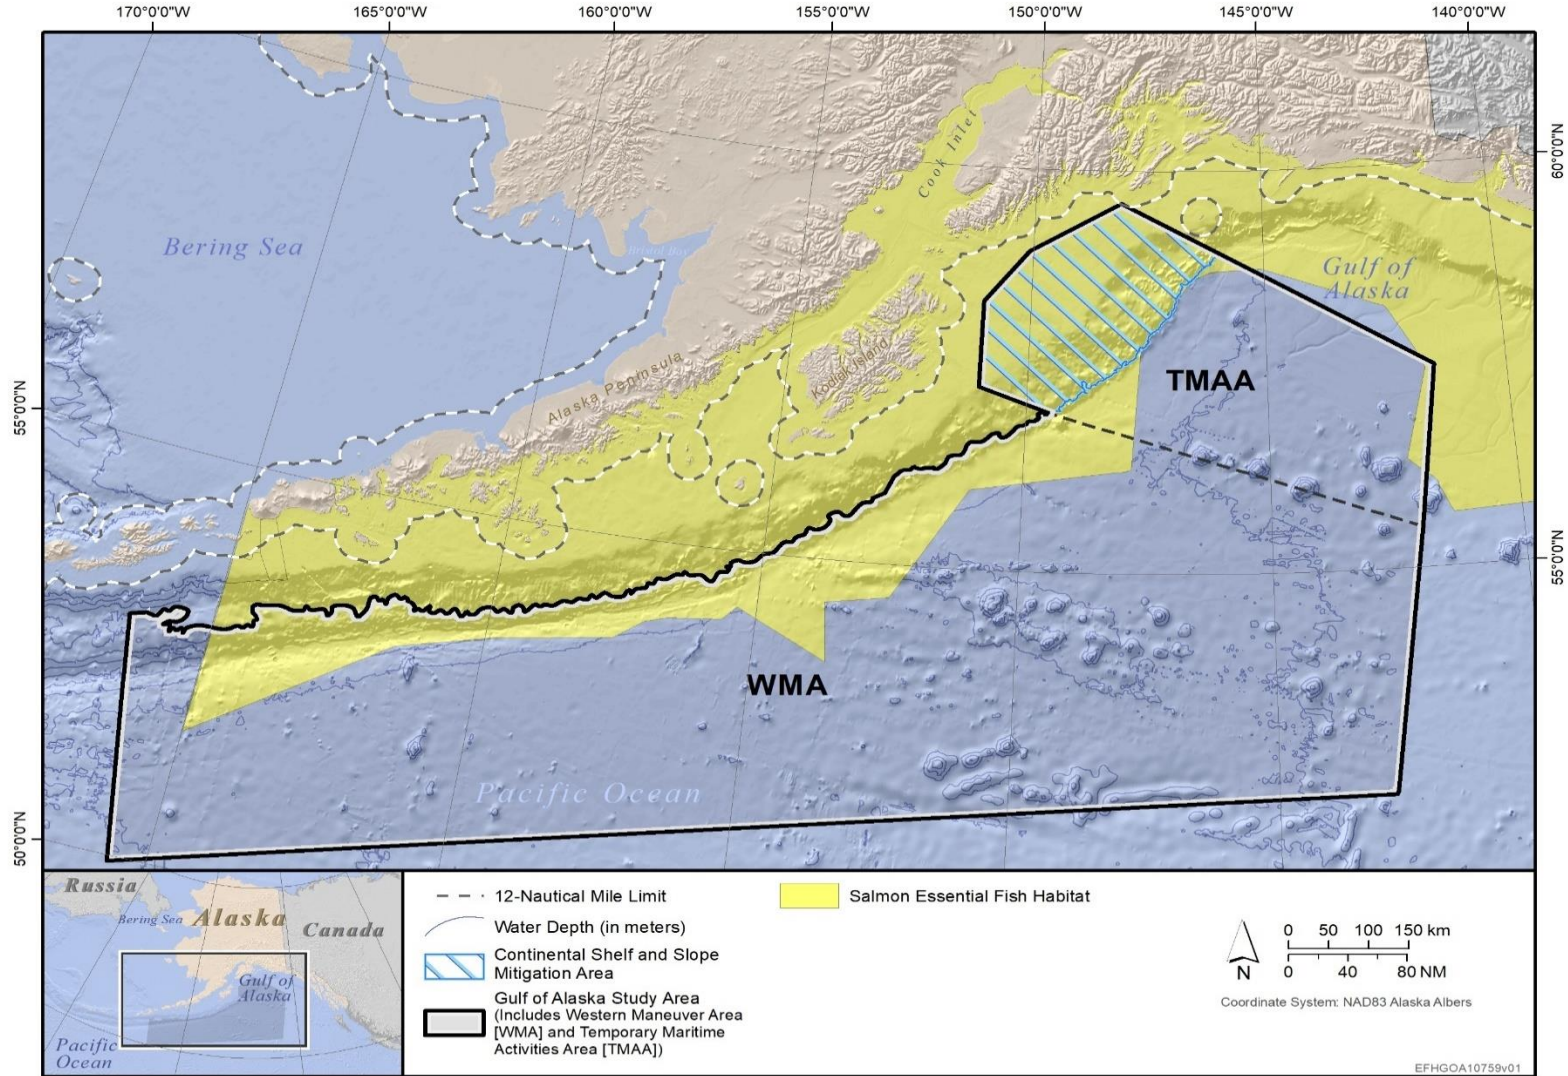 170°0'0"W
165°0'0"W
160°0'0"W
155°0'0"W
150°0'0"W
145°0'0"W
140°0'0"W
60°0'0"N
Cook Inlet
Bering Sea
Bristol Bay
Gulf of
Alaska
Kodiak Island
Alaska Peninsula
TMAA
55°0'0"N
55°0'0"N
WMA
Pacific Ocean
50°0'0"N
Russia
Bering Sea
Alaska
Canada
Gulf of
Alaska
Pacific
Ocean
12-Nautical Mile Limit
Water Depth (in meters)
Continental Shelf and Slope
Mitigation Area
Gulf of Alaska Study Area
(Includes Western Maneuver Area
[WMA] and Temporary Maritime
Activities Area [TMAA])
Salmon Essential Fish Habitat
N
0 50 100 150 km
0 40 80 NM
Coordinate System: NAD83 Alaska Albers
EFHGOA10759v01